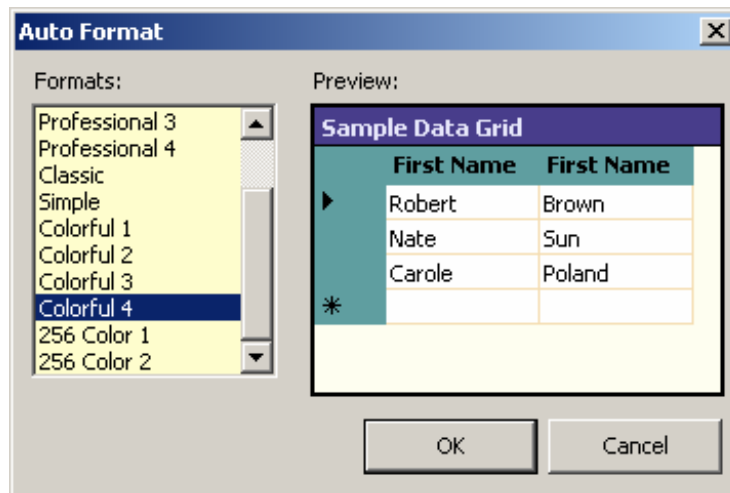 Auto Format
Formats:
Professional 3
Professional 4
Classic
Simple
Colorful 1
Colorful 2
Colorful 3
Colorful 4
256 Color 1
256 Color 2
Preview:
Sample Data Grid
First Name First Name
Robert Brown
Nate Sun
Carole Poland
OK Cancel